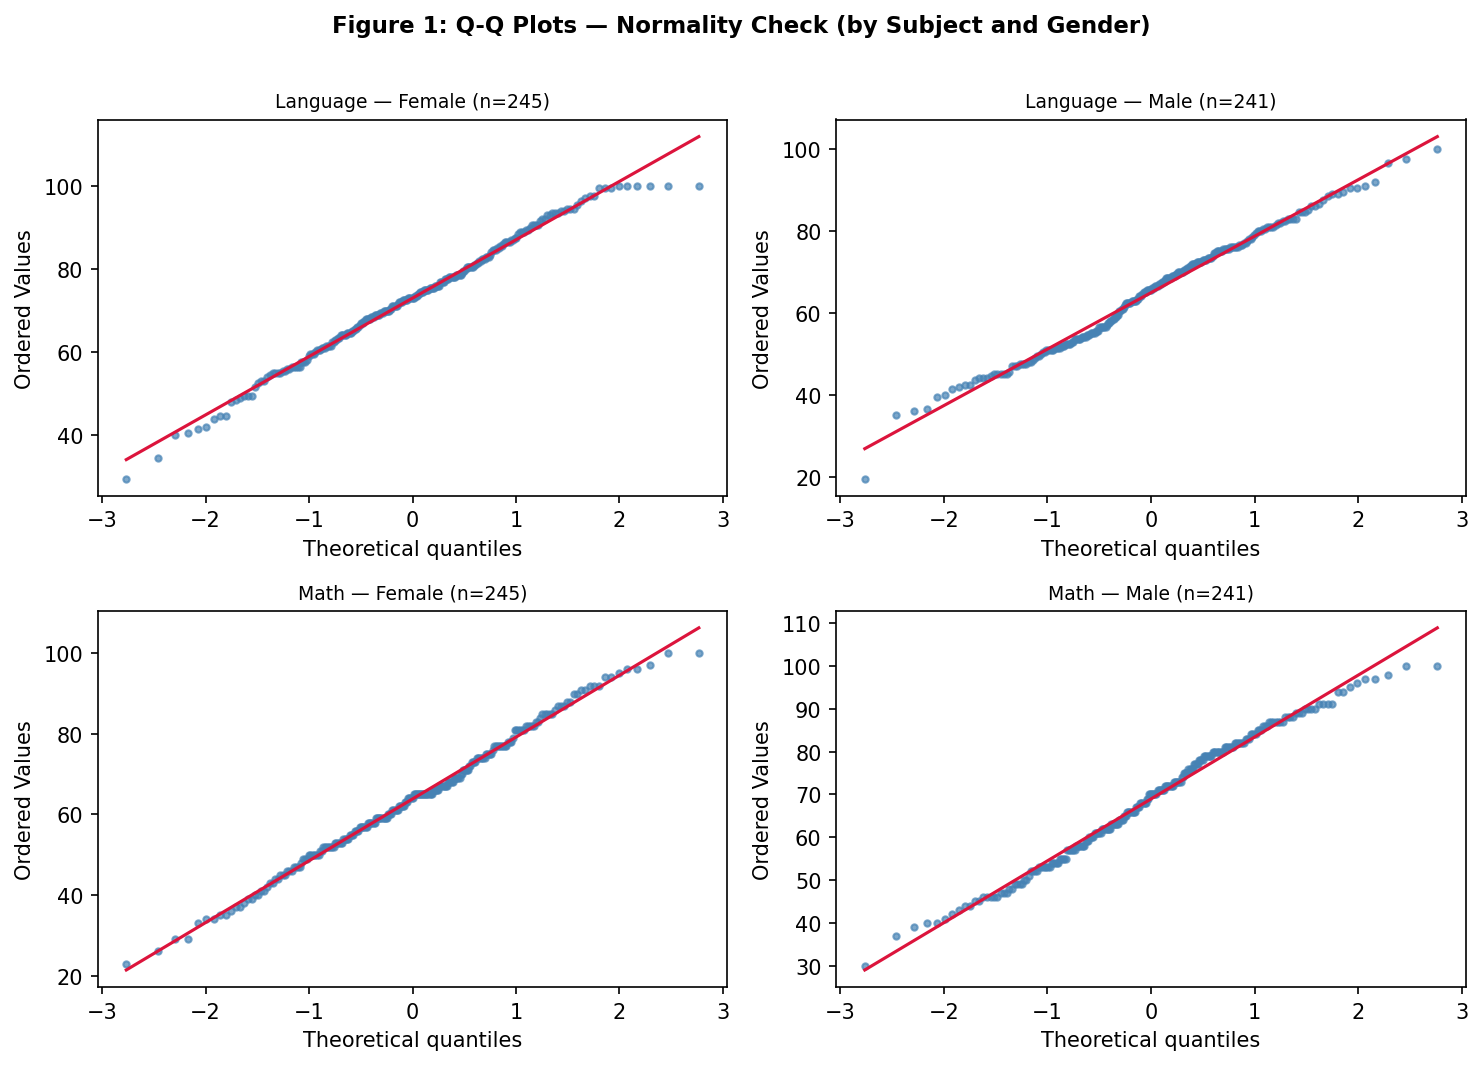 Figure 1: Q-Q Plots — Normality Check (by Subject and Gender)
Language — Female (n=245)
Ordered Values
100
80
60
40
−3 −2 −1 0 1 2 3
Theoretical quantiles
Language — Male (n=241)
Ordered Values
100
80
60
40
20
−3 −2 −1 0 1 2 3
Theoretical quantiles
Math — Female (n=245)
Ordered Values
100
80
60
40
20
−3 −2 −1 0 1 2 3
Theoretical quantiles
Math — Male (n=241)
Ordered Values
110
100
90
80
70
60
50
40
30
−3 −2 −1 0 1 2 3
Theoretical quantiles